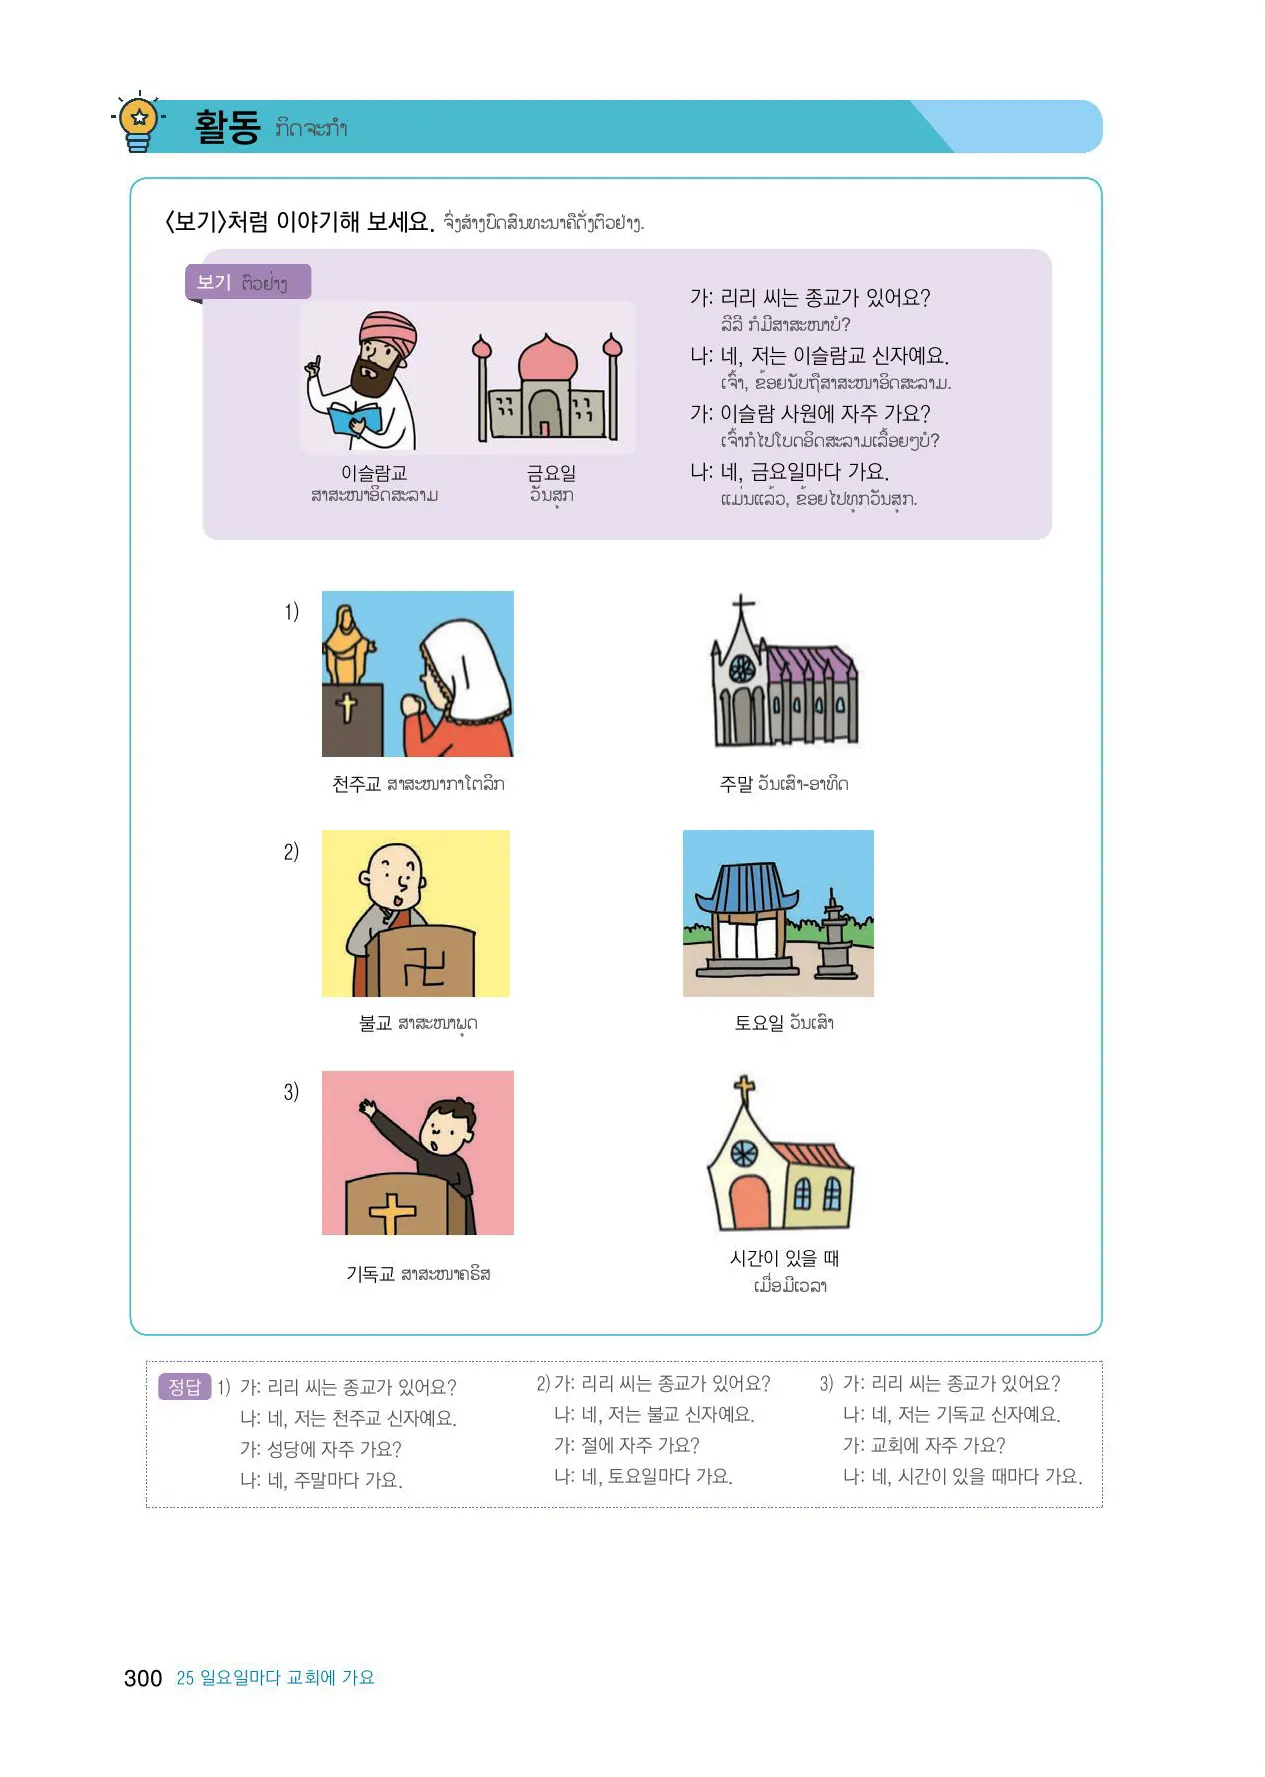 활동 ກິດຈະກຳ
<보기>처럼 이야기해 보세요. ຈົ່ງສ້າງບົດສົນທະນາຄືດັ່ງຕົວຢ່າງ.
보기 ຕົວຢ່າງ
이슬람교
ສາສະໜາອິດສະລາມ
금요일
ວັນສຸກ
가: 리리 씨는 종교가 있어요?
ລີລີ ກໍມີສາສະໜາບໍ?
나: 네, 저는 이슬람교 신자예요.
ເຈົ້າ, ຂ້ອຍນັບຖືສາສະໜາອິດສະລາມ.
가: 이슬람 사원에 자주 가요?
ເຈົ້າກໍໄປໂບດອິດສະລາມເລື້ອຍໆບໍ?
나: 네, 금요일마다 가요.
ແມ່ນແລ້ວ, ຂ້ອຍໄປທຸກວັນສຸກ.
1)
천주교 ສາສະໜາກາໂຕລິກ
주말 ວັນເສົາ-ອາທິດ
2)
불교 ສາສະໜາພຸດ
토요일 ວັນເສົາ
3)
기독교 ສາສະໜາຄຣິສ
시간이 있을 때
ເມື່ອມີເວລາ
정답
1) 가: 리리 씨는 종교가 있어요?
나: 네, 저는 천주교 신자예요.
가: 성당에 자주 가요?
나: 네, 주말마다 가요.
2) 가: 리리 씨는 종교가 있어요?
나: 네, 저는 불교 신자예요.
가: 절에 자주 가요?
나: 네, 토요일마다 가요.
3) 가: 리리 씨는 종교가 있어요?
나: 네, 저는 기독교 신자예요.
가: 교회에 자주 가요?
나: 네, 시간이 있을 때마다 가요.
300 25 일요일마다 교회에 가요